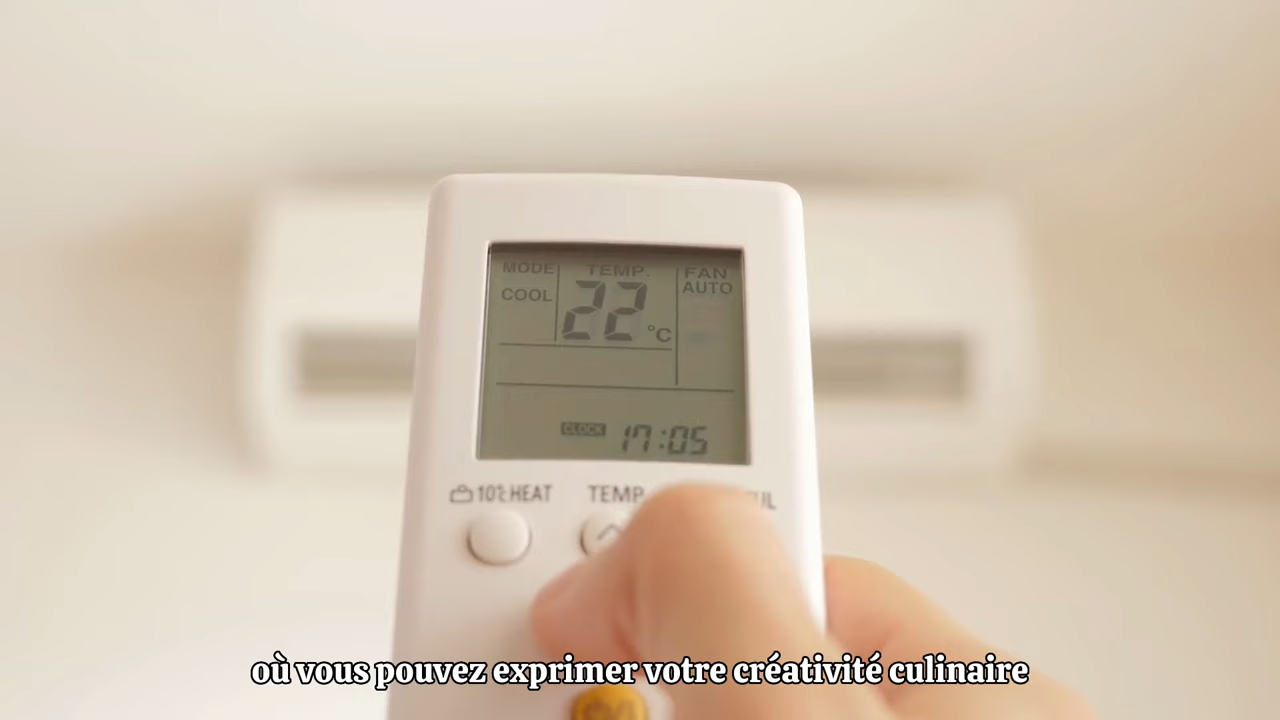 MODE TEMP. FAN
COOL 22°C AUTO
CLOCK 17:05
10°C HEAT TEMP
où vous pouvez exprimer votre créativité culinaire